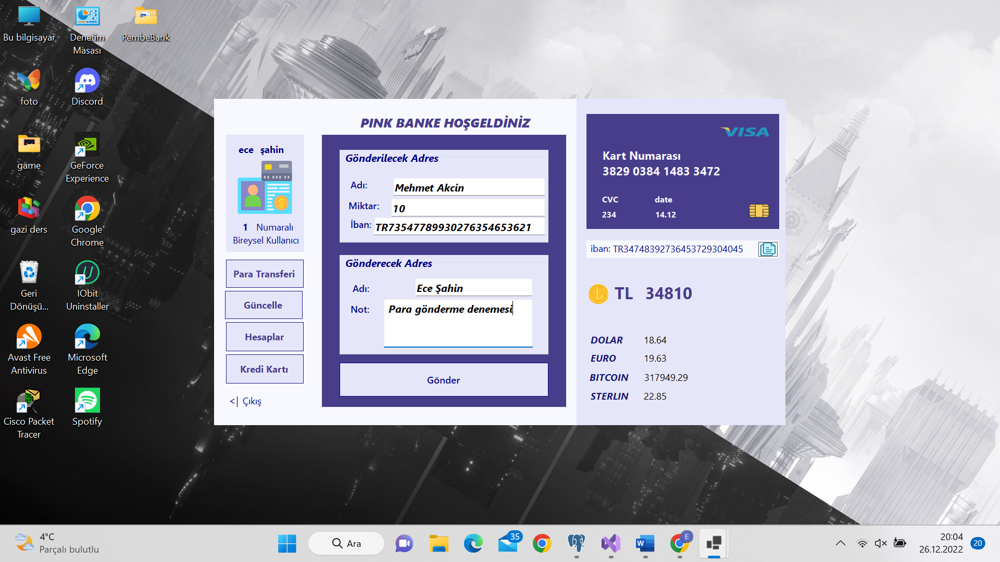 Bu bilgisayar
Denetim
Masası
PembeBank
foto
Discord
game
GeForce
Experience
gazi ders
Google
Chrome
Geri
Dönüşü...
IObit
Uninstaller
Avast Free
Antivirus
Microsoft
Edge
Cisco Packet
Tracer
Spotify
PINK BANKE HOŞGELDİNİZ
ece şahin
1 Numaralı
Bireysel Kullanıcı
Para Transferi
Güncelle
Hesaplar
Kredi Kartı
<| Çıkış
Gönderilecek Adres
Adı: Mehmet Akcin
Miktar: 10
İban: TR73547789930276354653621
Gönderecek Adres
Adı: Ece Şahin
Not: Para gönderme denemesi
Gönder
VISA
Kart Numarası
3829 0384 1483 3472
CVC date
234 14.12
iban: TR34748392736453729304045
TL 34810
DOLAR 18.64
EURO 19.63
BITCOIN 317949.29
STERLIN 22.85
4°C
Parçalı bulutlu
Ara
35
E
20:04
26.12.2022
20